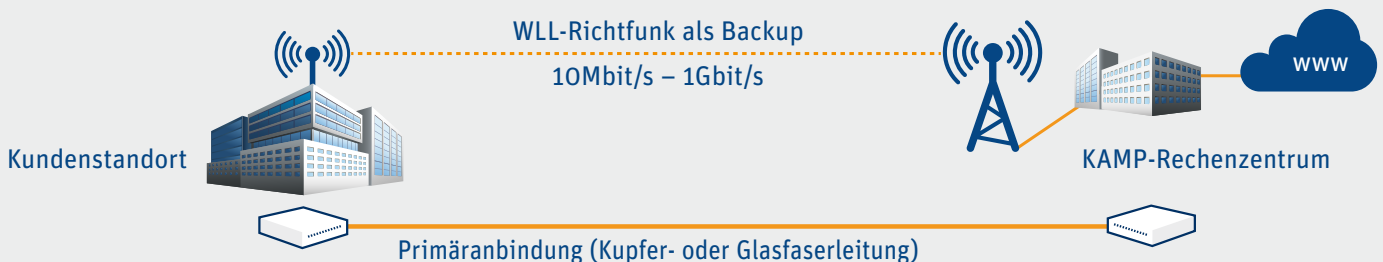 WLL-Richtfunk als Backup
10Mbit/s – 1Gbit/s
www
Kundenstandort
KAMP-Rechenzentrum
Primäranbindung (Kupfer- oder Glasfaserleitung)